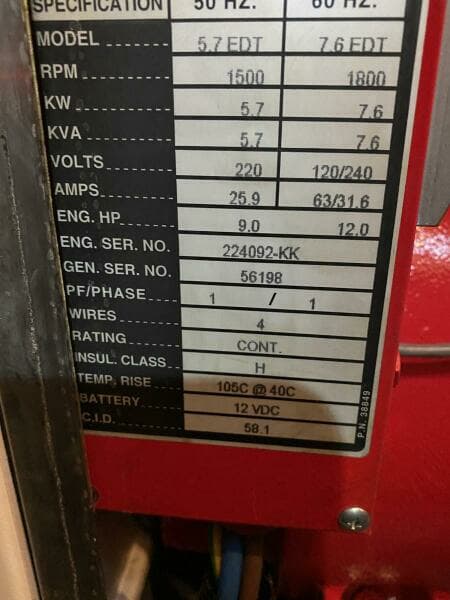 SPECIFICATION 50 HZ. 60 HZ.
MODEL 5.7 EDT 7.6 EDT
RPM 1500 1800
KW 5.7 7.6
KVA 5.7 7.6
VOLTS 220 120/240
AMPS 25.9 63/31.6
ENG. HP 9.0 12.0
ENG. SER. NO. 224092-KK
GEN. SER. NO. 56198
PF/PHASE 1 / 1
WIRES 4
RATING CONT.
INSUL. CLASS H
TEMP. RISE 105C @ 40C
BATTERY 12 VDC
C.I.D. 58.1
P.N. 38849